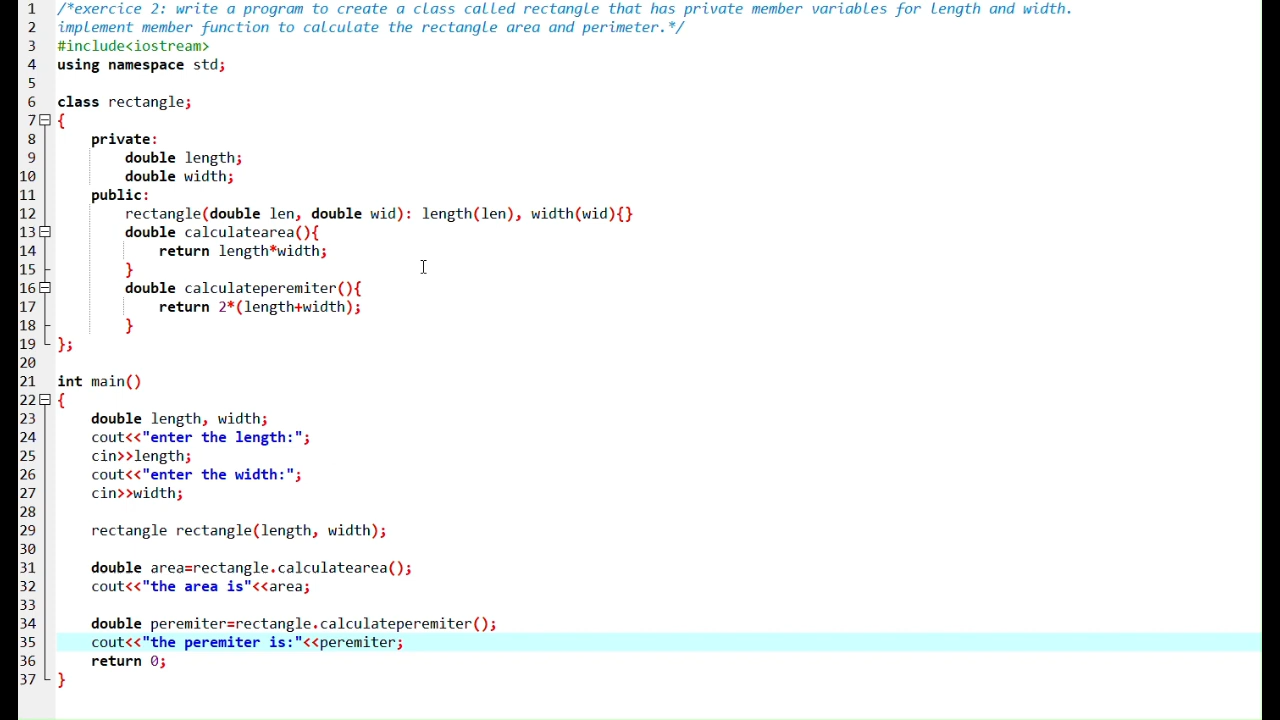 1 /*exercice 2: write a program to create a class called rectangle that has private member variables for length and width.
2 implement member function to calculate the rectangle area and perimeter.*/
3 #include<iostream>
4 using namespace std;
5
6 class rectangle;
7 {
8 private:
9 double length;
10 double width;
11 public:
12 rectangle(double len, double wid): length(len), width(wid){}
13 double calculatearea(){
14 return length*width;
15 }
16 double calculateperemiter(){
17 return 2*(length+width);
18 }
19 };
20
21 int main()
22 {
23 double length, width;
24 cout<<"enter the length:";
25 cin>>length;
26 cout<<"enter the width:";
27 cin>>width;
28
29 rectangle rectangle(length, width);
30
31 double area=rectangle.calculatearea();
32 cout<<"the area is"<<area;
33
34 double peremiter=rectangle.calculateperemiter();
35 cout<<"the peremiter is:"<<peremiter;
36 return 0;
37 }